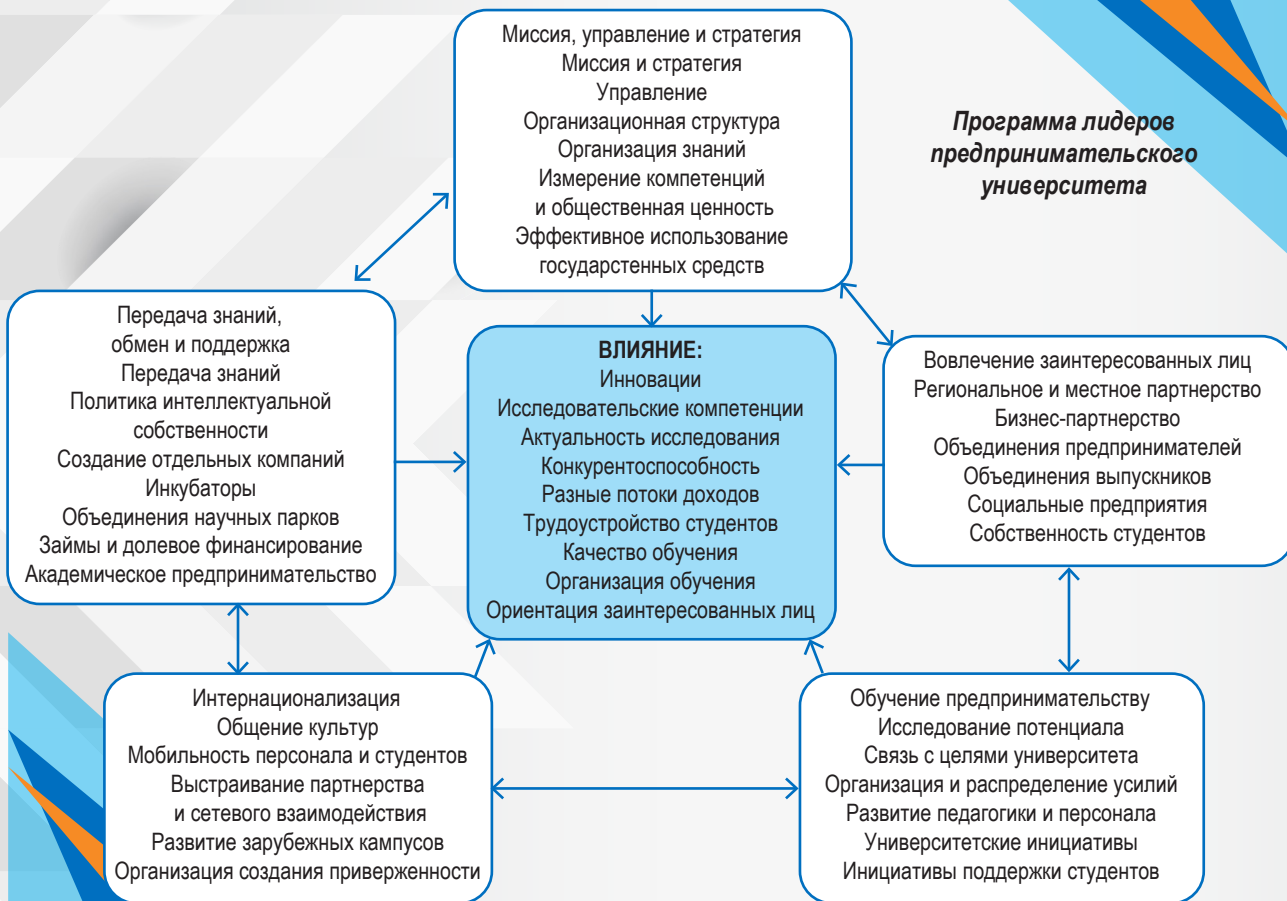 Миссия, управление и стратегия
Миссия и стратегия
Управление
Организационная структура
Организация знаний
Измерение компетенций
и общественная ценность
Эффективное использование
государстенных средств
Программа лидеров
предпринимательского
университета
Передача знаний,
обмен и поддержка
Передача знаний
Политика интеллектуальной
собственности
Создание отдельных компаний
Инкубаторы
Объединения научных парков
Займы и долевое финансирование
Академическое предпринимательство
ВЛИЯНИЕ:
Инновации
Исследовательские компетенции
Актуальность исследования
Конкурентоспособность
Разные потоки доходов
Трудоустройство студентов
Качество обучения
Организация обучения
Ориентация заинтересованных лиц
Вовлечение заинтересованных лиц
Региональное и местное партнерство
Бизнес-партнерство
Объединения предпринимателей
Объединения выпускников
Социальные предприятия
Собственность студентов
Интернационализация
Общение культур
Мобильность персонала и студентов
Выстраивание партнерства
и сетевого взаимодействия
Развитие зарубежных кампусов
Организация создания приверженности
Обучение предпринимательству
Исследование потенциала
Связь с целями университета
Организация и распределение усилий
Развитие педагогики и персонала
Университетские инициативы
Инициативы поддержки студентов